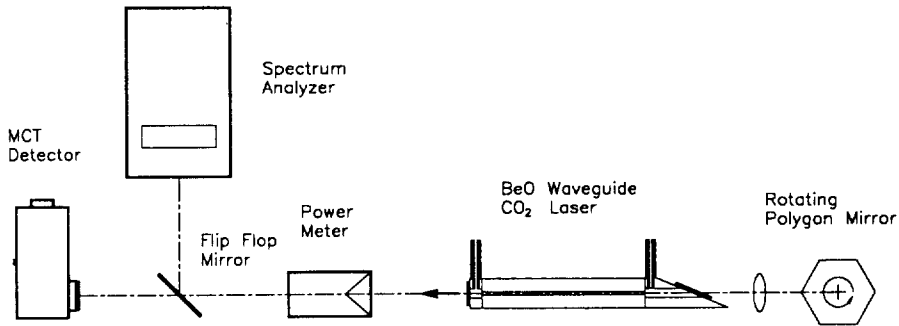 Spectrum
Analyzer
MCT
Detector
BeO Waveguide
CO₂ Laser
Rotating
Polygon Mirror
Power
Meter
Flip Flop
Mirror